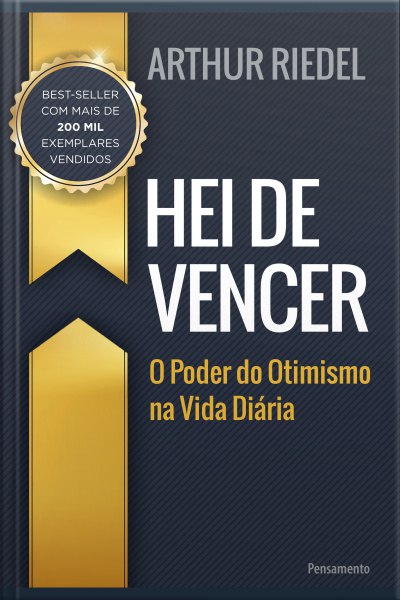 ARTHUR RIEDEL
BEST-SELLER
COM MAIS DE
200 MIL
EXEMPLARES
VENDIDOS
HEI DE
VENCER
O Poder do Otimismo
na Vida Diária
Pensamento